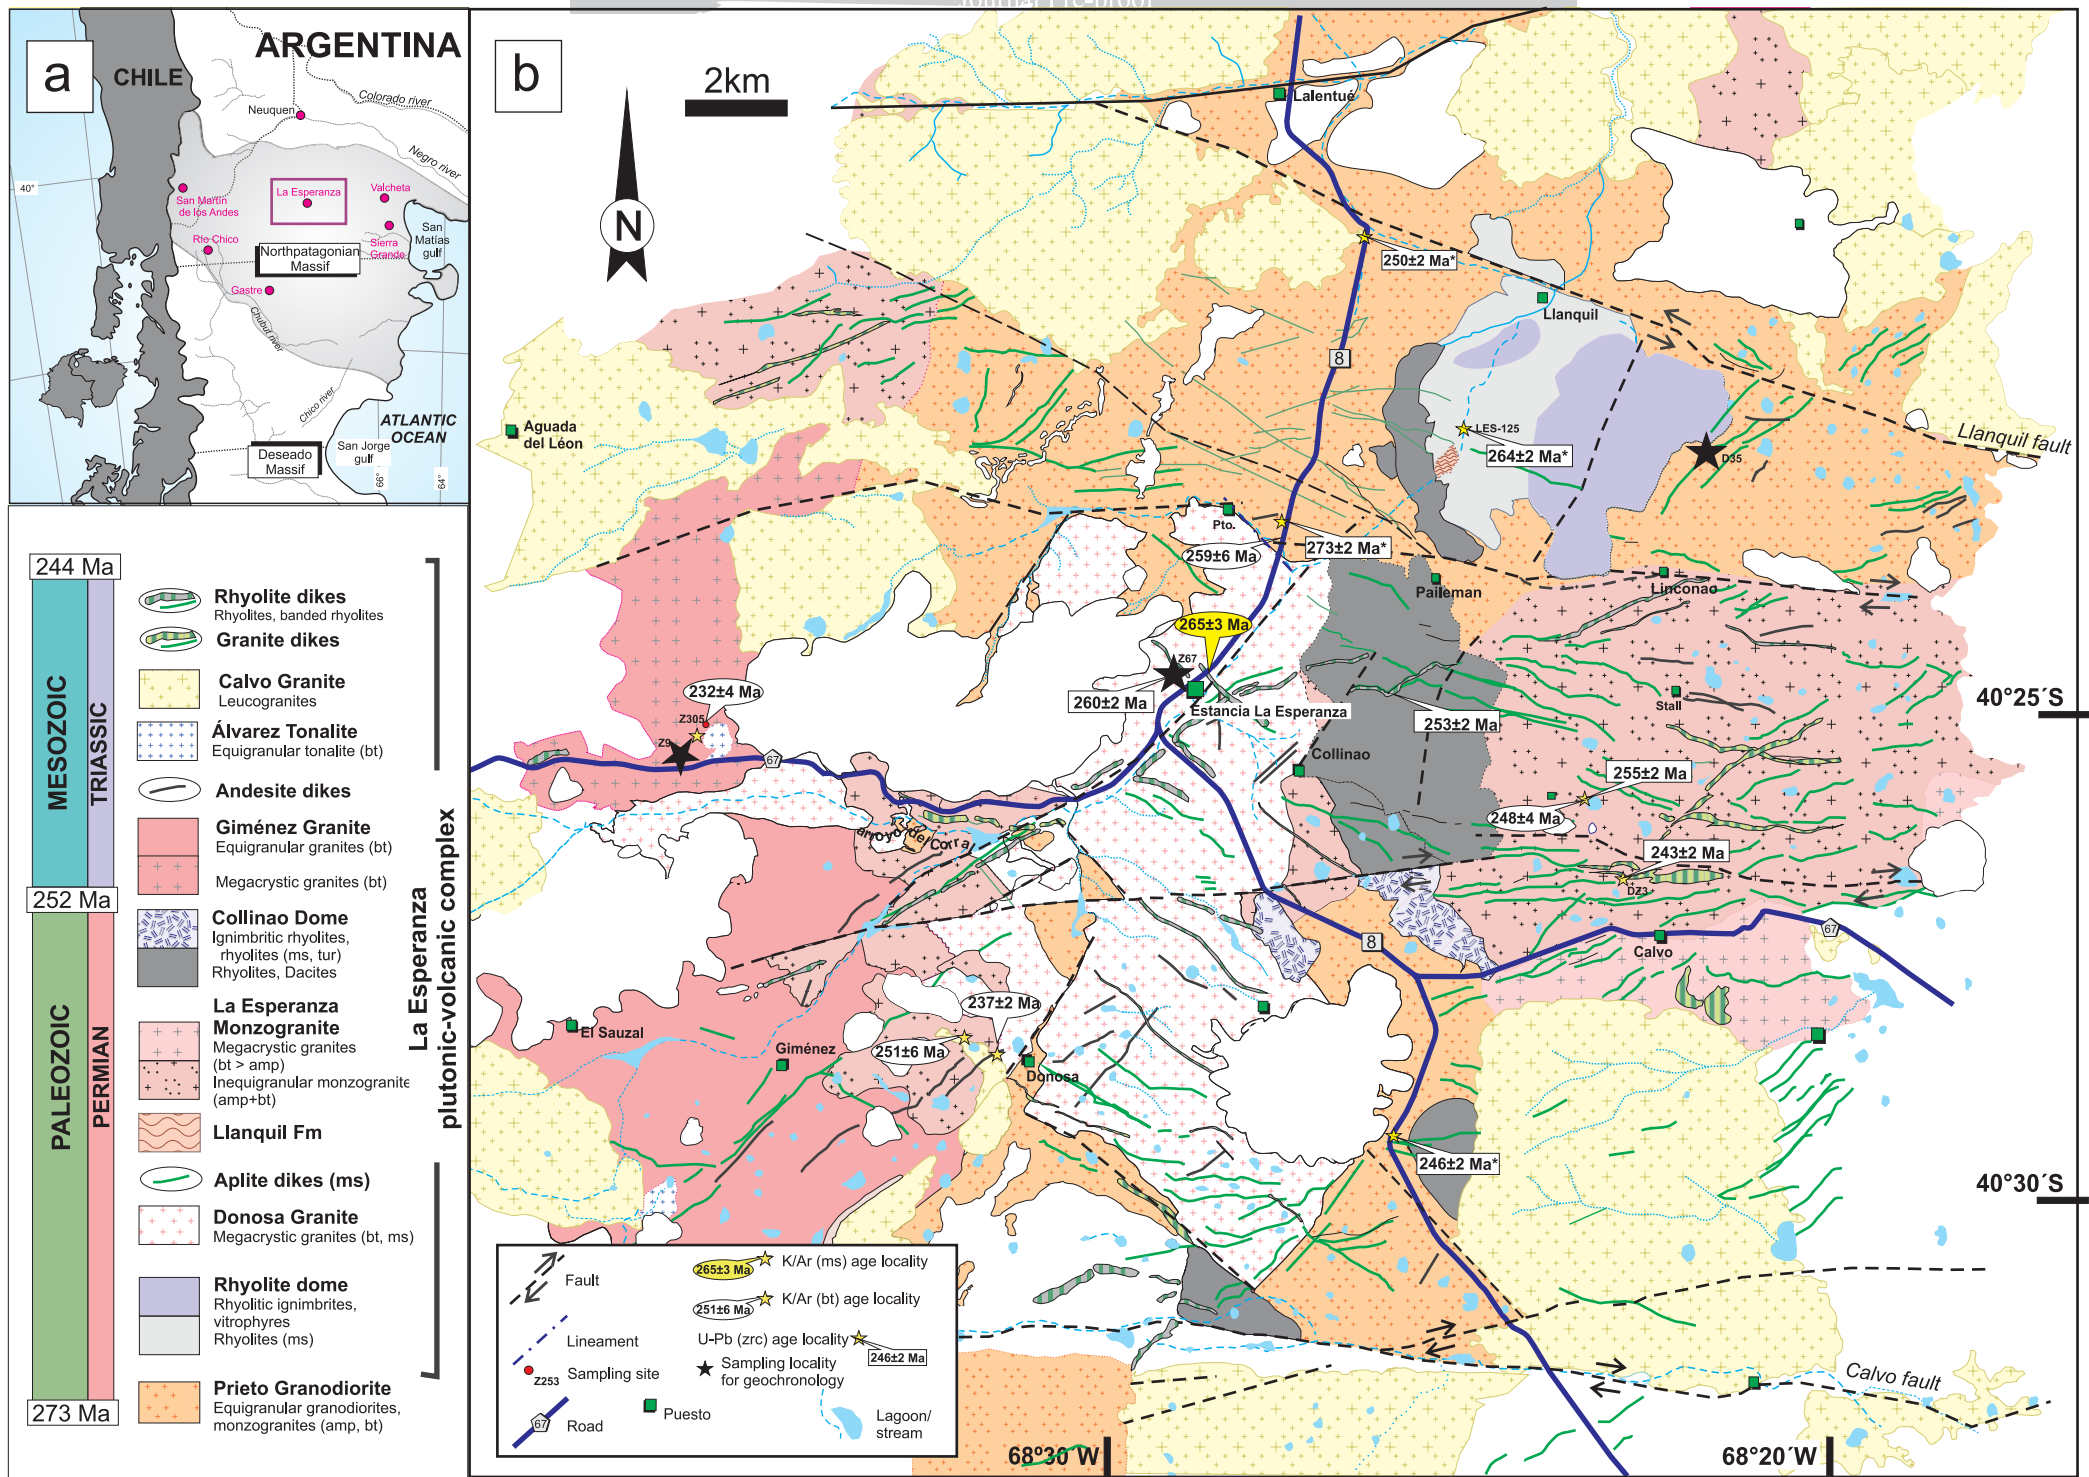 Journal Pre-proof
a
ARGENTINA
CHILE
Neuquen
Colorado river
Negro river
40°
La Esperanza
Valcheta
San Martín
de los Andes
Río Chico
Sierra
Grande
San
Matías
gulf
Northpatagonian
Massif
Gastre
Chubut river
Chico river
ATLANTIC
OCEAN
San Jorge
gulf
Deseado
Massif
66°
64°
244 Ma
252 Ma
273 Ma
MESOZOIC
TRIASSIC
PALEOZOIC
PERMIAN
Rhyolite dikes
Rhyolites, banded rhyolites
Granite dikes
Calvo Granite
Leucogranites
Álvarez Tonalite
Equigranular tonalite (bt)
Andesite dikes
Giménez Granite
Equigranular granites (bt)
Megacrystic granites (bt)
Collinao Dome
Ignimbritic rhyolites,
rhyolites (ms, tur)
Rhyolites, Dacites
La Esperanza
Monzogranite
Megacrystic granites
(bt > amp)
Inequigranular monzogranite
(amp+bt)
Llanquil Fm
Aplite dikes (ms)
Donosa Granite
Megacrystic granites (bt, ms)
Rhyolite dome
Rhyolitic ignimbrites,
vitrophyres
Rhyolites (ms)
Prieto Granodiorite
Equigranular granodiorites,
monzogranites (amp, bt)
La Esperanza
plutonic-volcanic complex
b
2km
N
Lalentué
250±2 Ma*
Llanquil
8
Aguada
del Léon
LES-125
264±2 Ma*
D35
Llanquil fault
Pto.
259±6 Ma
273±2 Ma*
Paileman
Linconao
265±3 Ma
Z67
260±2 Ma
Estancia La Esperanza
232±4 Ma
Z305
Z9
67
Stall
253±2 Ma
40°25´S
Collinao
255±2 Ma
248±4 Ma
arroyo del Corra
243±2 Ma
DZ3
8
Calvo
67
237±2 Ma
El Sauzal
Giménez
251±6 Ma
Donosa
246±2 Ma*
40°30´S
Calvo fault
68º30´W
68°20´W
Fault
Lineament
Z253
Sampling site
67
Road
265±3 Ma
K/Ar (ms) age locality
251±6 Ma
K/Ar (bt) age locality
U-Pb (zrc) age locality
246±2 Ma
Sampling locality
for geochronology
Puesto
Lagoon/
stream